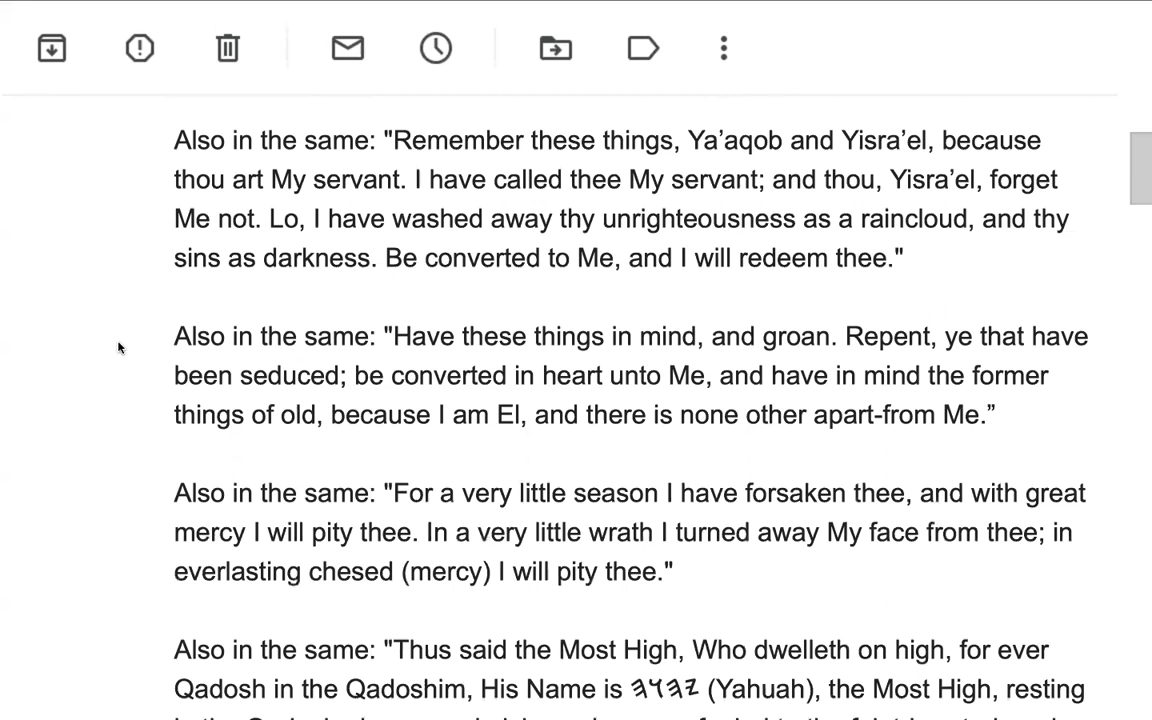 Also in the same: "Remember these things, Ya’aqob and Yisra’el, because
thou art My servant. I have called thee My servant; and thou, Yisra’el, forget
Me not. Lo, I have washed away thy unrighteousness as a raincloud, and thy
sins as darkness. Be converted to Me, and I will redeem thee."
Also in the same: "Have these things in mind, and groan. Repent, ye that have
been seduced; be converted in heart unto Me, and have in mind the former
things of old, because I am El, and there is none other apart-from Me.”
Also in the same: "For a very little season I have forsaken thee, and with great
mercy I will pity thee. In a very little wrath I turned away My face from thee; in
everlasting chesed (mercy) I will pity thee."
Also in the same: "Thus said the Most High, Who dwelleth on high, for ever
Qadosh in the Qadoshim, His Name is 𐤉𐤄𐤅𐤄 (Yahuah), the Most High, resting